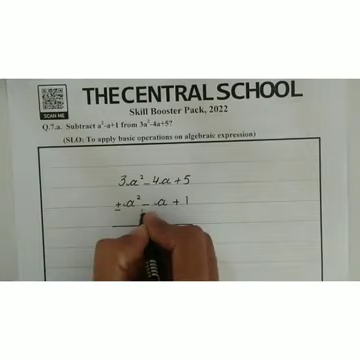 SCAN ME
THE CENTRAL SCHOOL
Skill Booster Pack, 2022
Q.7.a. Subtract a²-a+1 from 3a²-4a+5?
(SLO: To apply basic operations on algebraic expression)
3a² - 4a + 5
± a² - a + 1